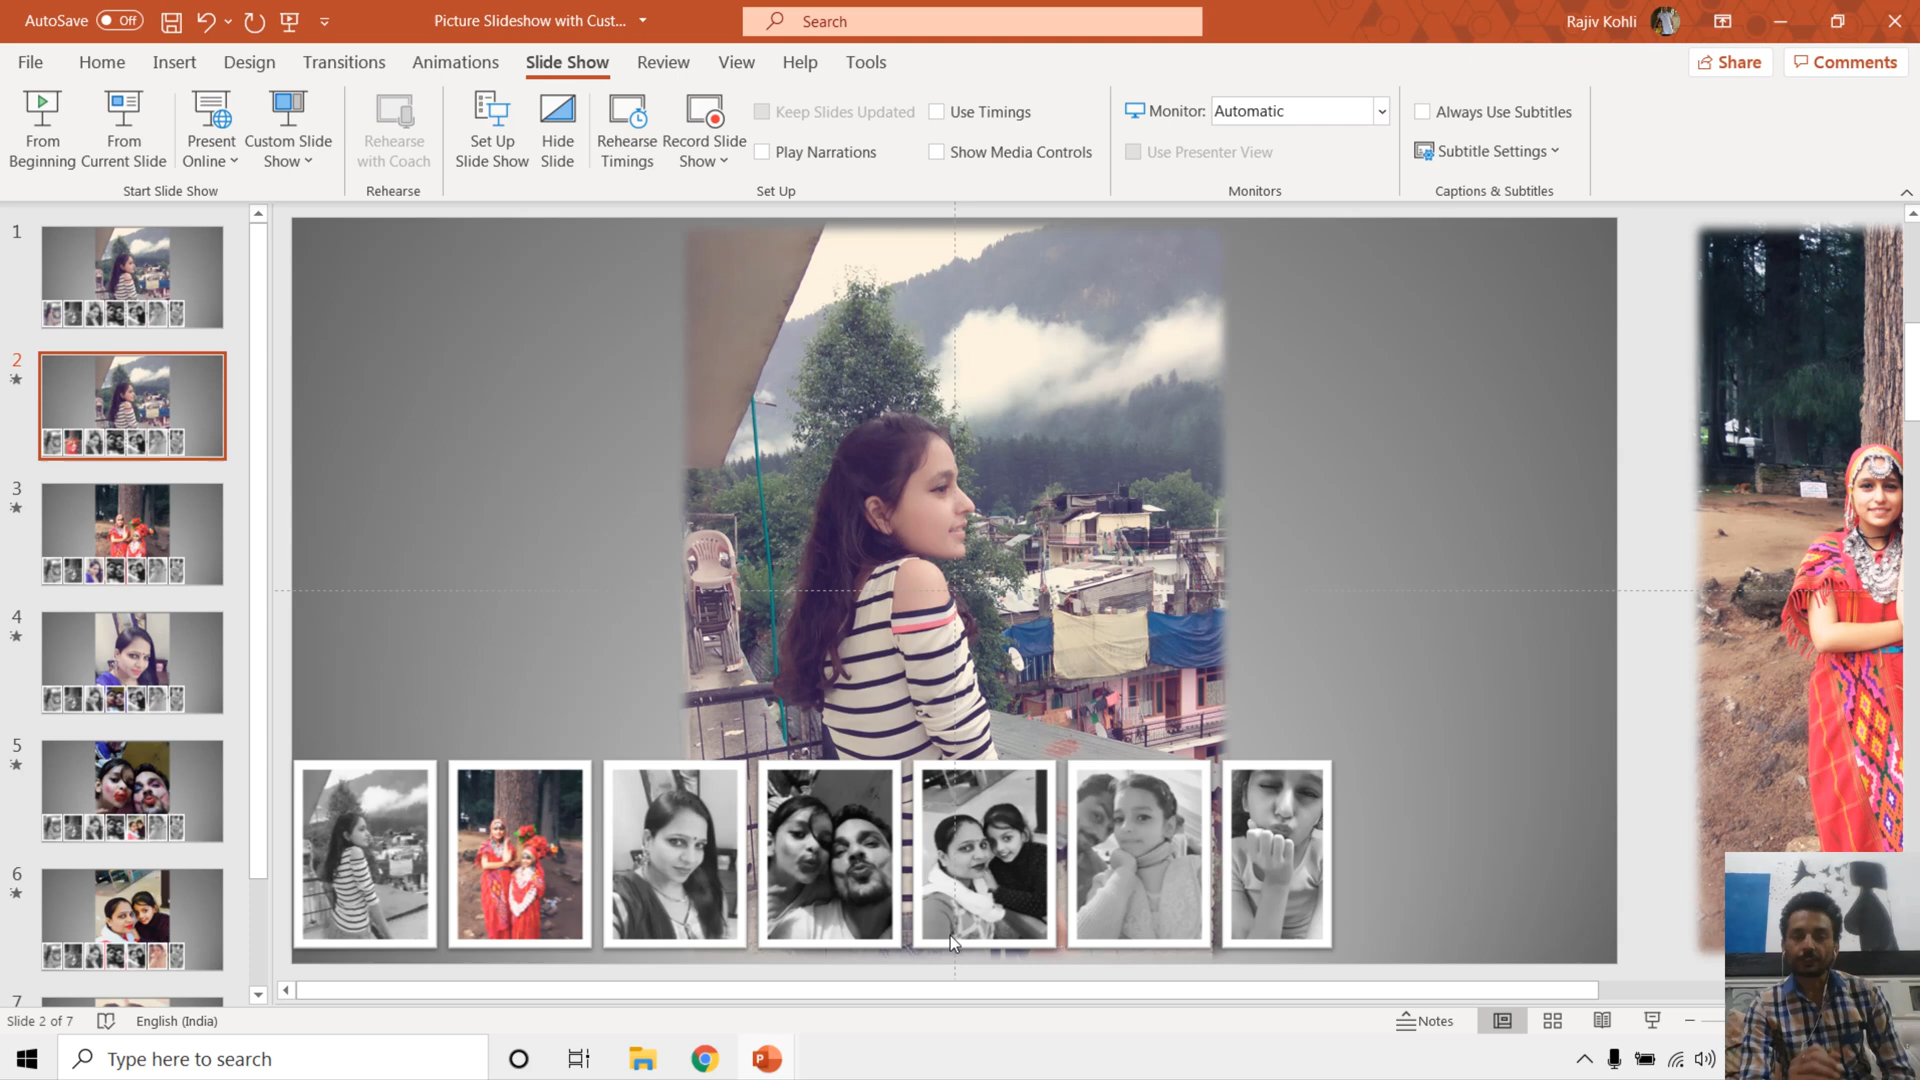 AutoSave Off Picture Slideshow with Cust... Search Rajiv Kohli
File Home Insert Design Transitions Animations Slide Show Review View Help Tools Share Comments
From Beginning
From Current Slide
Present Online
Custom Slide Show
Rehearse with Coach
Set Up Slide Show
Hide Slide
Rehearse Timings
Record Slide Show
Keep Slides Updated
Use Timings
Play Narrations
Show Media Controls
Monitor: Automatic
Use Presenter View
Always Use Subtitles
Subtitle Settings
Start Slide Show Rehearse Set Up Monitors Captions & Subtitles
1
2
3
4
5
6
7
Slide 2 of 7 English (India) Notes
Type here to search